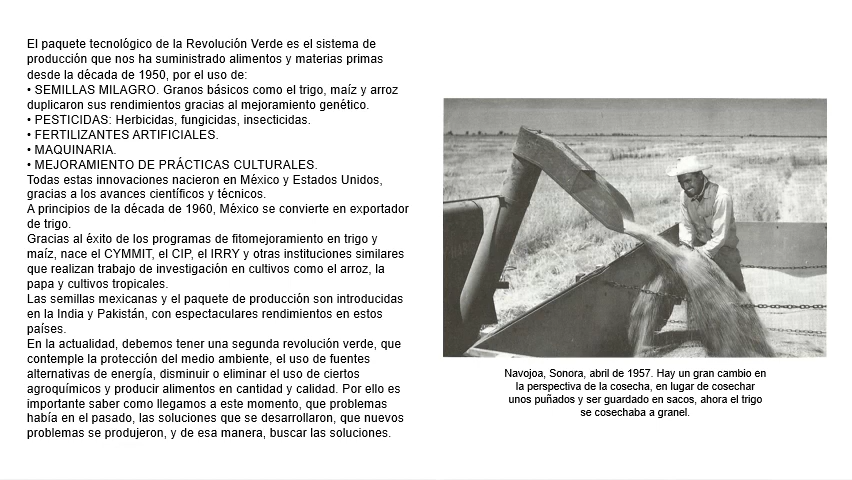 El paquete tecnológico de la Revolución Verde es el sistema de
producción que nos ha suministrado alimentos y materias primas
desde la década de 1950, por el uso de:
• SEMILLAS MILAGRO. Granos básicos como el trigo, maíz y arroz
duplicaron sus rendimientos gracias al mejoramiento genético.
• PESTICIDAS: Herbicidas, fungicidas, insecticidas.
• FERTILIZANTES ARTIFICIALES.
• MAQUINARIA.
• MEJORAMIENTO DE PRÁCTICAS CULTURALES.
Todas estas innovaciones nacieron en México y Estados Unidos,
gracias a los avances científicos y técnicos.
A principios de la década de 1960, México se convierte en exportador
de trigo.
Gracias al éxito de los programas de fitomejoramiento en trigo y
maíz, nace el CYMMIT, el CIP, el IRRY y otras instituciones similares
que realizan trabajo de investigación en cultivos como el arroz, la
papa y cultivos tropicales.
Las semillas mexicanas y el paquete de producción son introducidas
en la India y Pakistán, con espectaculares rendimientos en estos
países.
En la actualidad, debemos tener una segunda revolución verde, que
contemple la protección del medio ambiente, el uso de fuentes
alternativas de energía, disminuir o eliminar el uso de ciertos
agroquímicos y producir alimentos en cantidad y calidad. Por ello es
importante saber como llegamos a este momento, que problemas
había en el pasado, las soluciones que se desarrollaron, que nuevos
problemas se produjeron, y de esa manera, buscar las soluciones.
Navojoa, Sonora, abril de 1957. Hay un gran cambio en
la perspectiva de la cosecha, en lugar de cosechar
unos puñados y ser guardado en sacos, ahora el trigo
se cosechaba a granel.